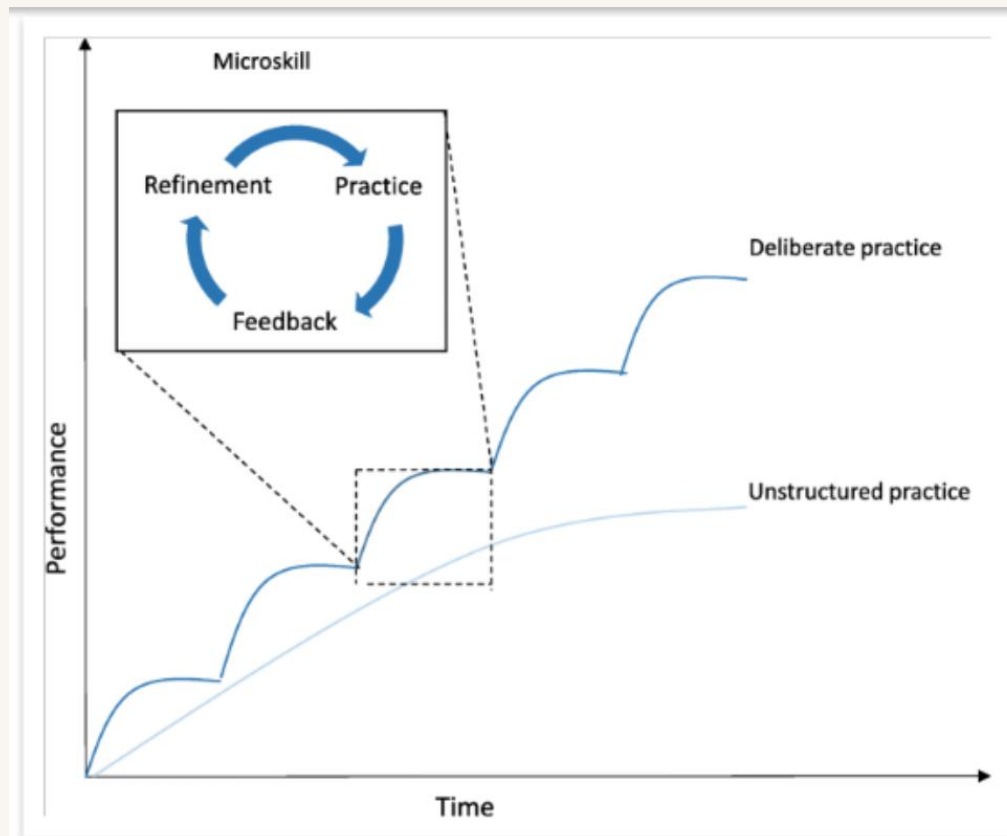 Microskill
Refinement
Practice
Feedback
Deliberate practice
Unstructured practice
Performance
Time